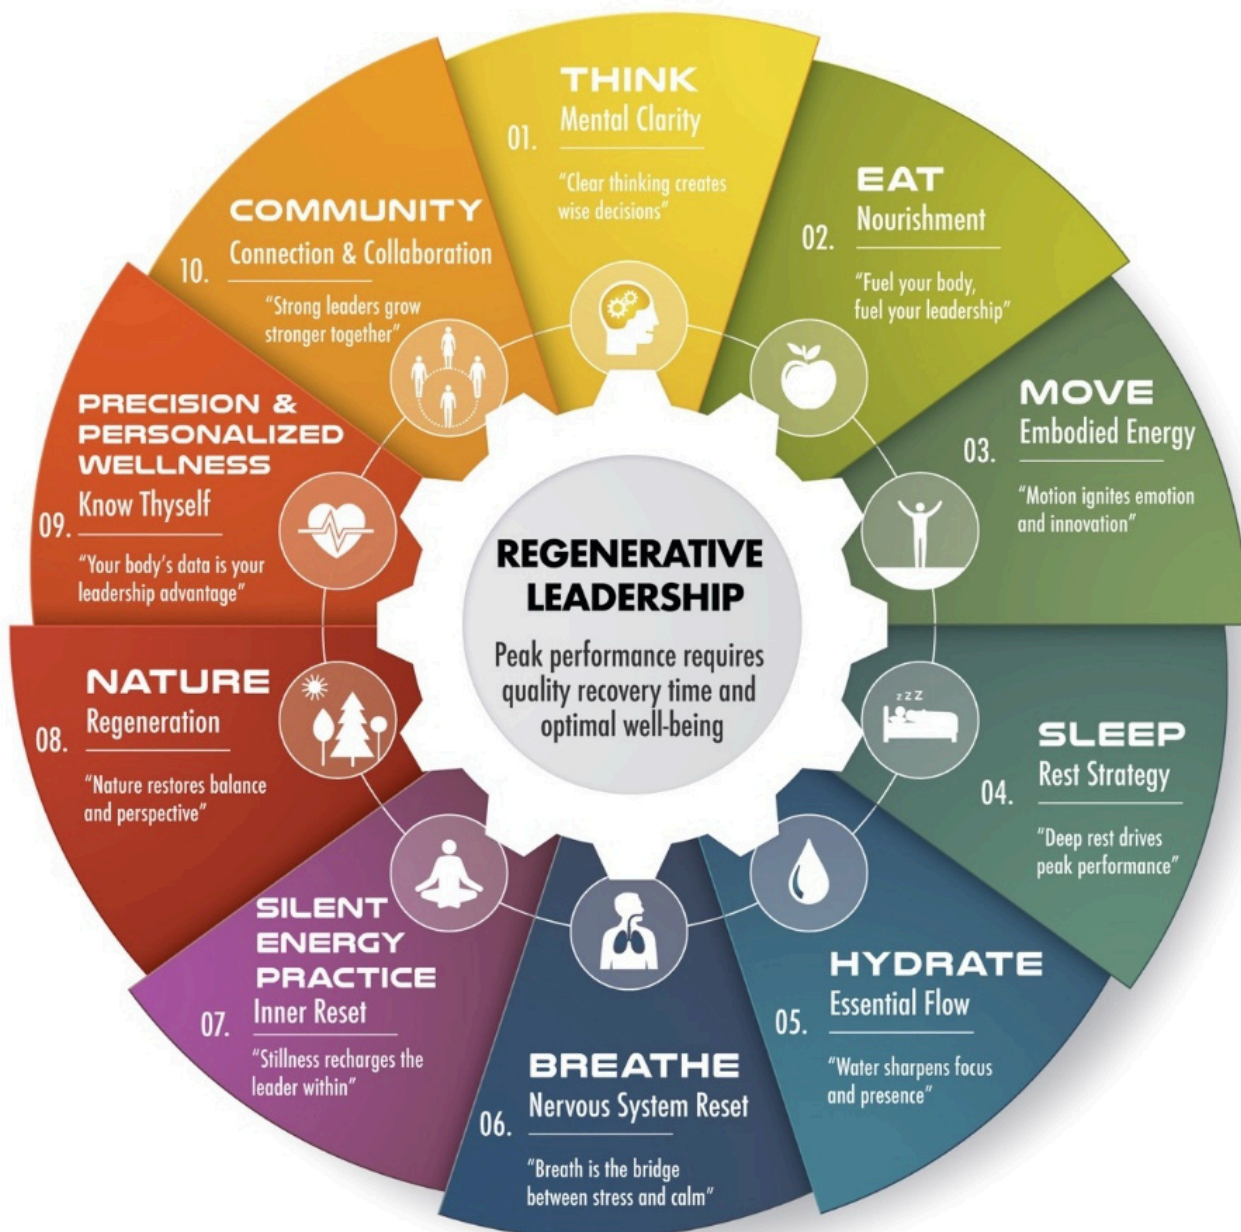 REGENERATIVE
LEADERSHIP
Peak performance requires
quality recovery time and
optimal well-being
01.
THINK
Mental Clarity
“Clear thinking creates
wise decisions”
02.
EAT
Nourishment
“Fuel your body,
fuel your leadership”
03.
MOVE
Embodied Energy
“Motion ignites emotion
and innovation”
04.
SLEEP
Rest Strategy
“Deep rest drives
peak performance”
zzZ
05.
HYDRATE
Essential Flow
“Water sharpens focus
and presence”
06.
BREATHE
Nervous System Reset
“Breath is the bridge
between stress and calm”
07.
SILENT
ENERGY
PRACTICE
Inner Reset
“Stillness recharges the
leader within”
08.
NATURE
Regeneration
“Nature restores balance
and perspective”
09.
PRECISION &
PERSONALIZED
WELLNESS
Know Thyself
“Your body’s data is your
leadership advantage”
10.
COMMUNITY
Connection & Collaboration
“Strong leaders grow
stronger together”